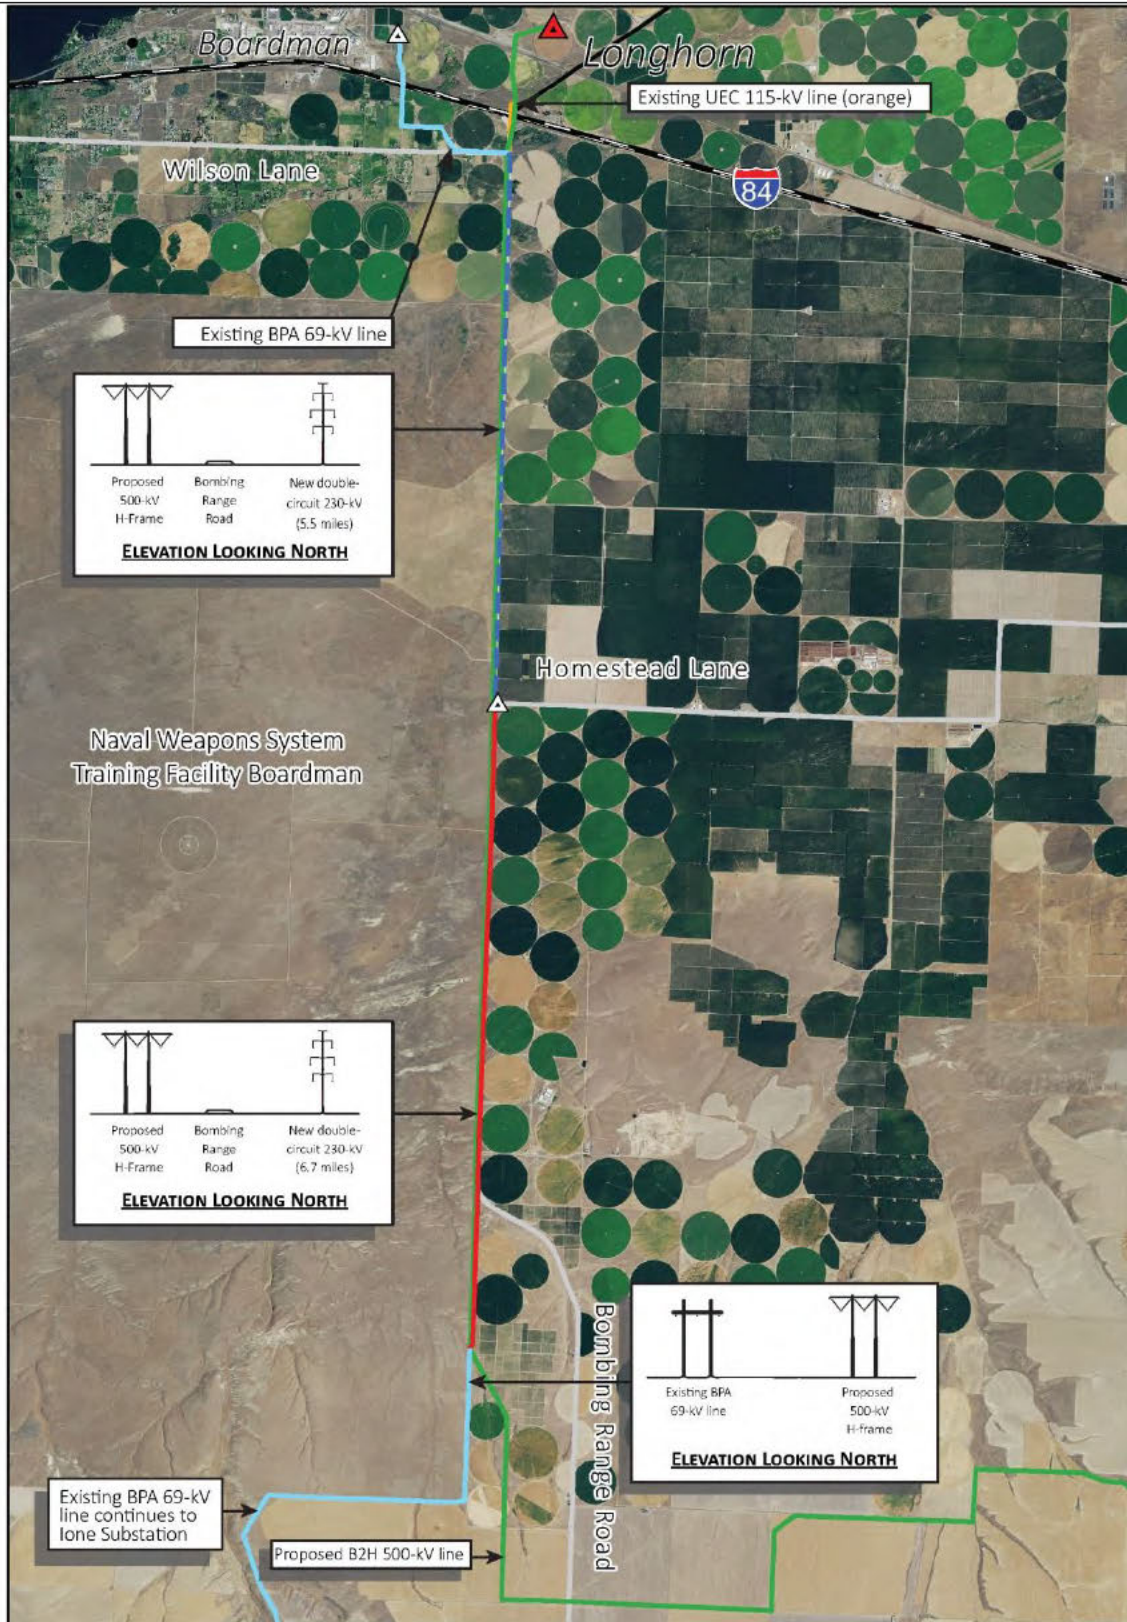 Boardman
Longhorn
Existing UEC 115-kV line (orange)
Wilson Lane
84
Existing BPA 69-kV line
Proposed
500-kV
H-Frame
Bombing
Range
Road
New double-
circuit 230-kV
(5.5 miles)
ELEVATION LOOKING NORTH
Homestead Lane
Naval Weapons System
Training Facility Boardman
Proposed
500-kV
H-Frame
Bombing
Range
Road
New double-
circuit 230-kV
(6.7 miles)
ELEVATION LOOKING NORTH
Bombing Range Road
Existing BPA
69-kV line
Proposed
500-kV
H-frame
ELEVATION LOOKING NORTH
Existing BPA 69-kV
line continues to
Ione Substation
Proposed B2H 500-kV line